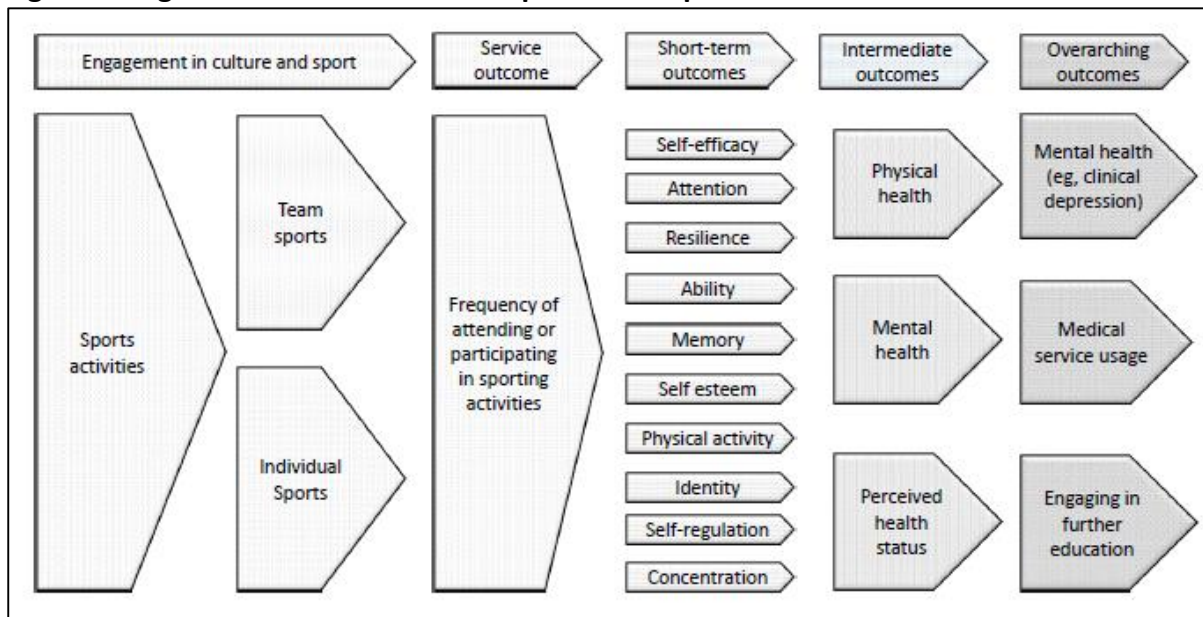 Engagement in culture and sport
Service
outcome
Short-term
outcomes
Intermediate
outcomes
Overarching
outcomes
Sports
activities
Team
sports
Individual
Sports
Frequency of
attending or
participating
in sporting
activities
Self-efficacy
Attention
Resilience
Ability
Memory
Self esteem
Physical activity
Identity
Self-regulation
Concentration
Physical
health
Mental
health
Perceived
health
status
Mental health
(eg, clinical
depression)
Medical
service usage
Engaging in
further
education